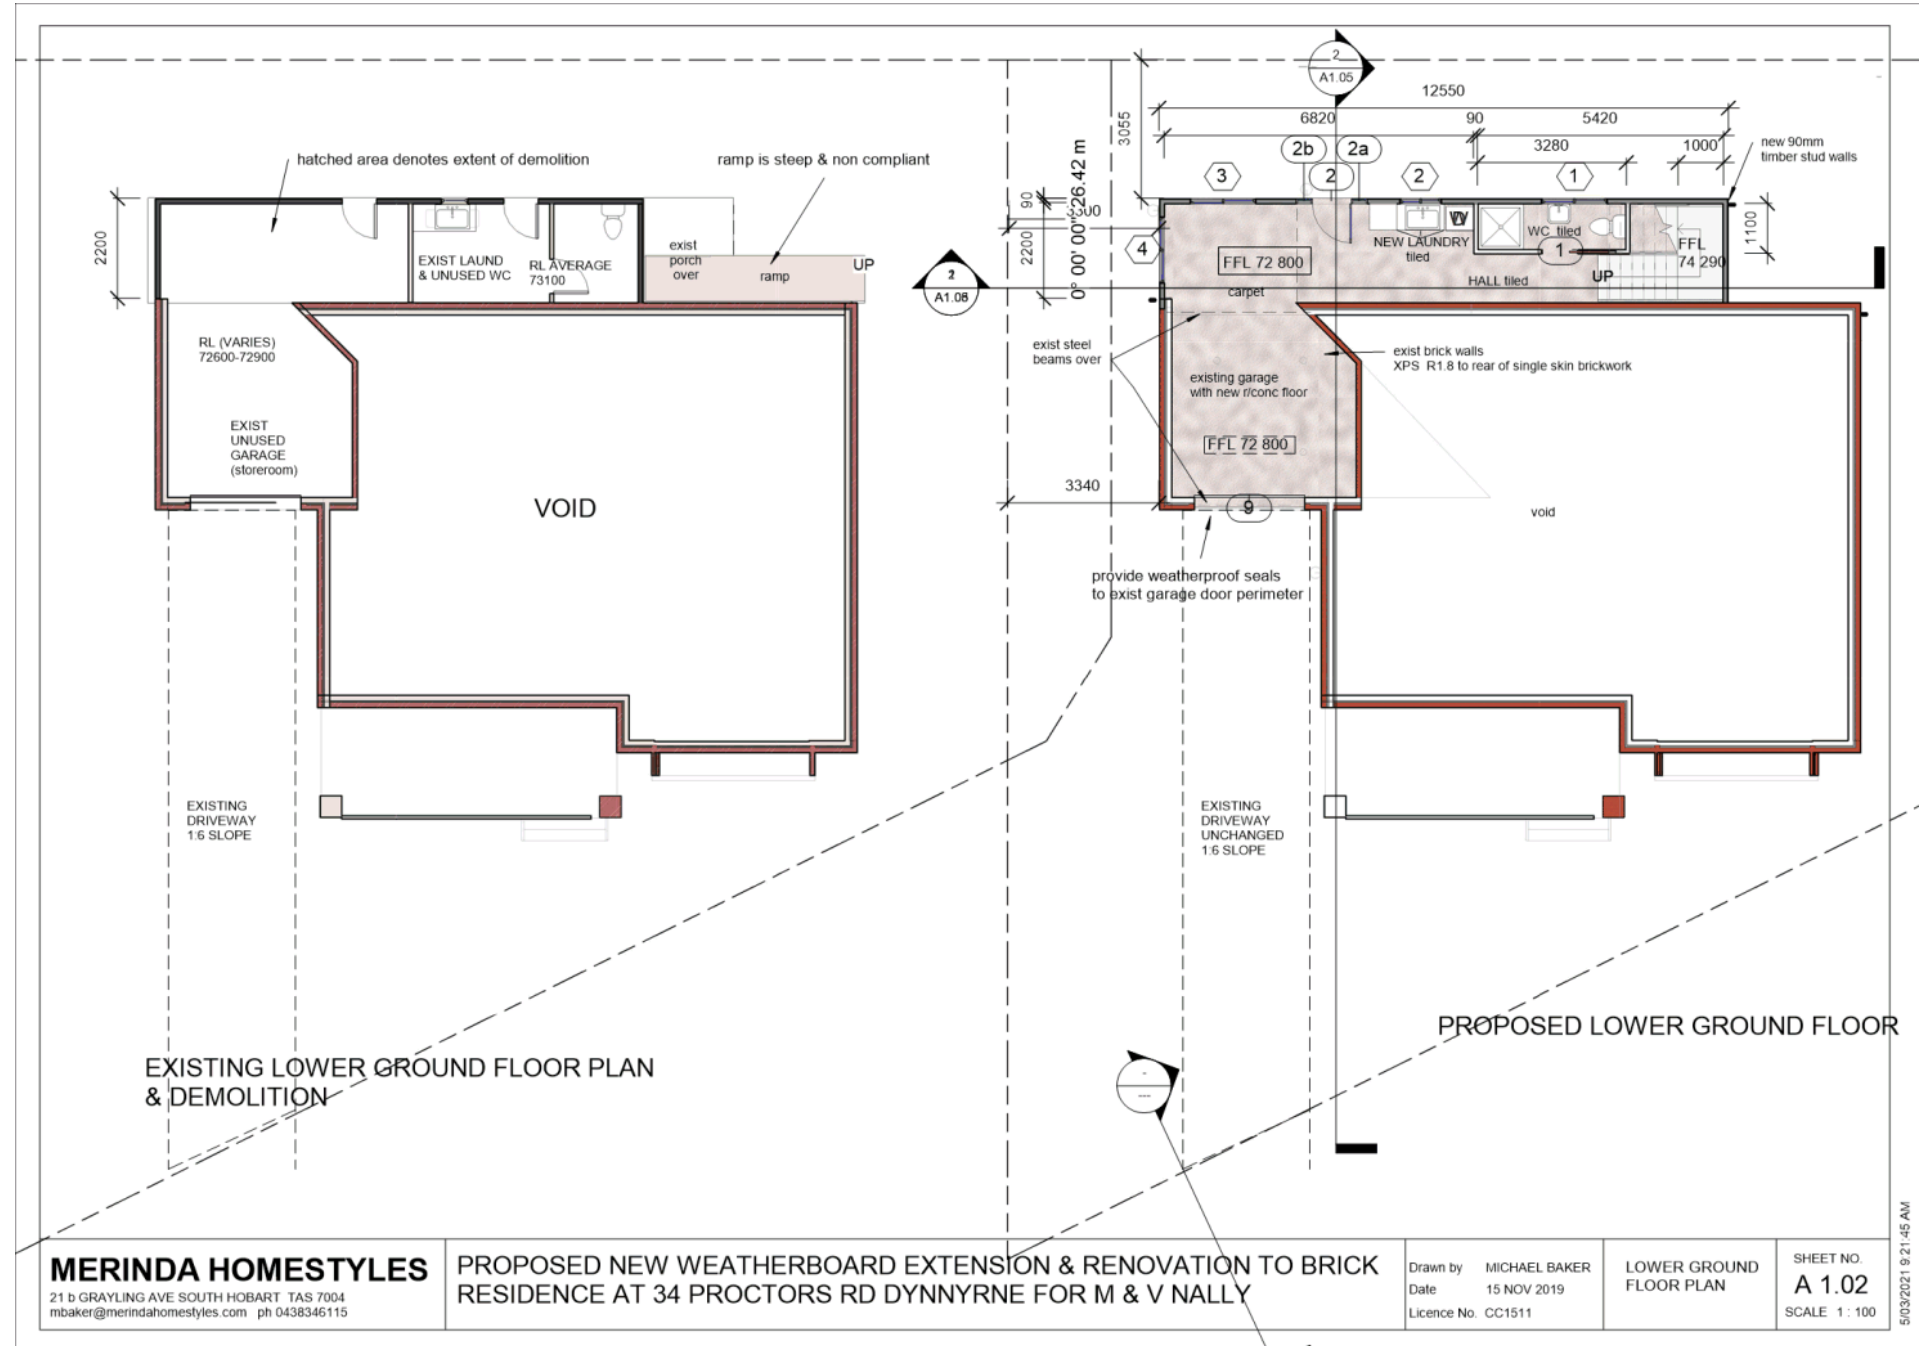 hatched area denotes extent of demolition
ramp is steep & non compliant
2200
EXIST LAUND
& UNUSED WC
RL AVERAGE
73100
exist
porch
over
ramp
UP
RL (VARIES)
72600-72900
EXIST
UNUSED
GARAGE
(storeroom)
VOID
EXISTING
DRIVEWAY
1:6 SLOPE
EXISTING LOWER GROUND FLOOR PLAN
& DEMOLITION
2
A1.05
12550
6820
90
5420
3280
1000
3055
2b
2a
3
2
2
1
new 90mm
timber stud walls
90
3300
2200
0° 00' 00" 26.42 m
4
1100
NEW LAUNDRY
tiled
W
WC tiled
1
FFL
74 290
UP
HALL tiled
FFL 72 800
carpet
2
exist steel
beams over
exist brick walls
XPS R1.8 to rear of single skin brickwork
existing garage
with new r/conc floor
FFL 72 800
3340
9
void
provide weatherproof seals
to exist garage door perimeter
EXISTING
DRIVEWAY
UNCHANGED
1:6 SLOPE
PROPOSED LOWER GROUND FLOOR
-
---
MERINDA HOMESTYLES
21 b GRAYLING AVE SOUTH HOBART TAS 7004
mbaker@merindahomestyles.com ph 0438346115
PROPOSED NEW WEATHERBOARD EXTENSION & RENOVATION TO BRICK
RESIDENCE AT 34 PROCTORS RD DYNNYRNE FOR M & V NALLY
Drawn by MICHAEL BAKER
Date 15 NOV 2019
Licence No. CC1511
LOWER GROUND
FLOOR PLAN
SHEET NO.
A 1.02
SCALE 1 : 100
5/03/2021 9:21:45 AM